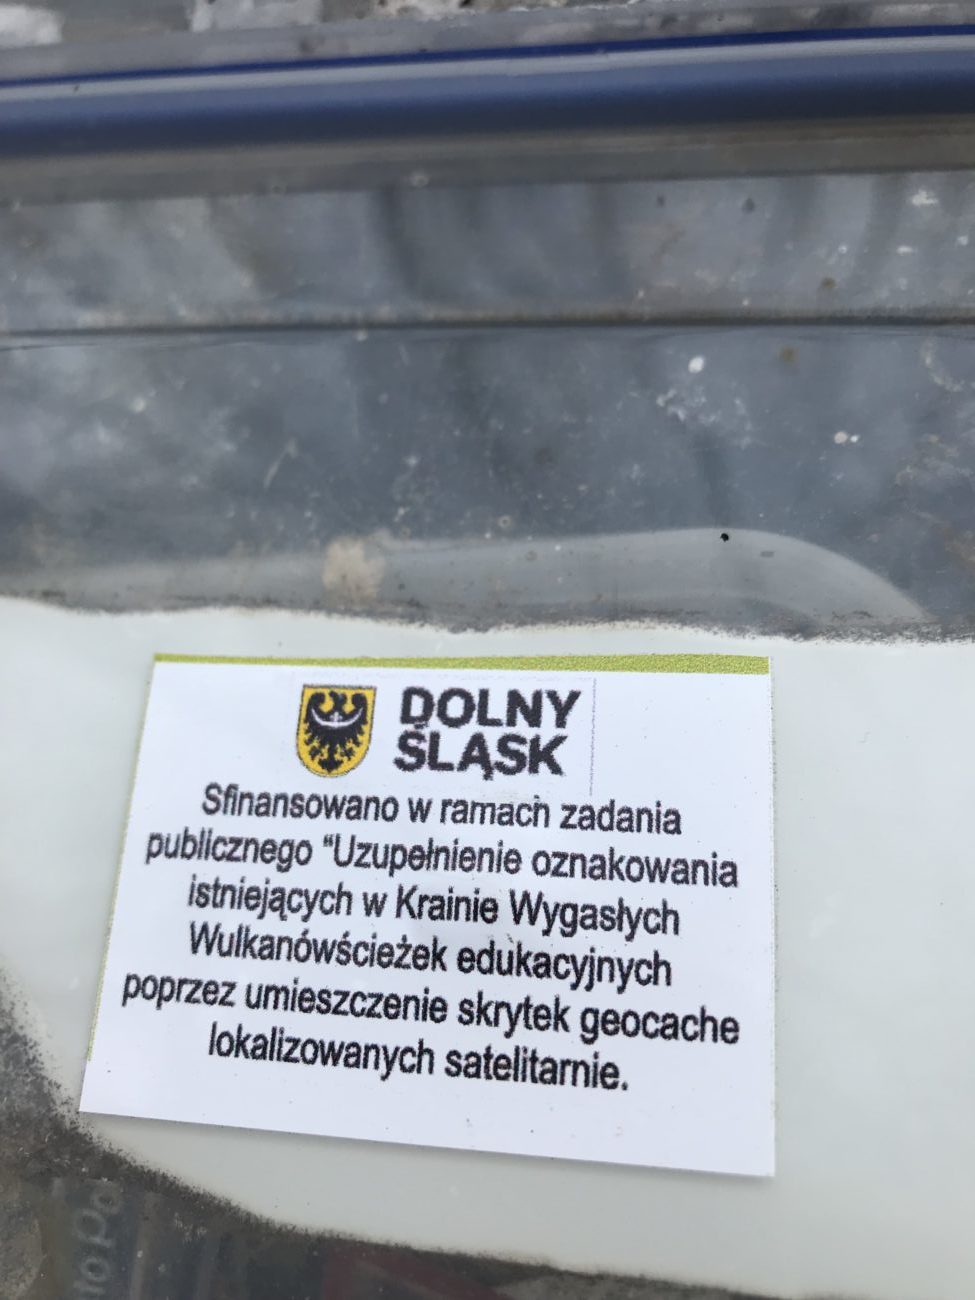 DOLNY
ŚLĄSK
Sfinansowano w ramach zadania
publicznego “Uzupełnienie oznakowania
istniejących w Krainie Wygasłych
Wulkanówścieżek edukacyjnych
poprzez umieszczenie skrytek geocache
lokalizowanych satelitarnie.